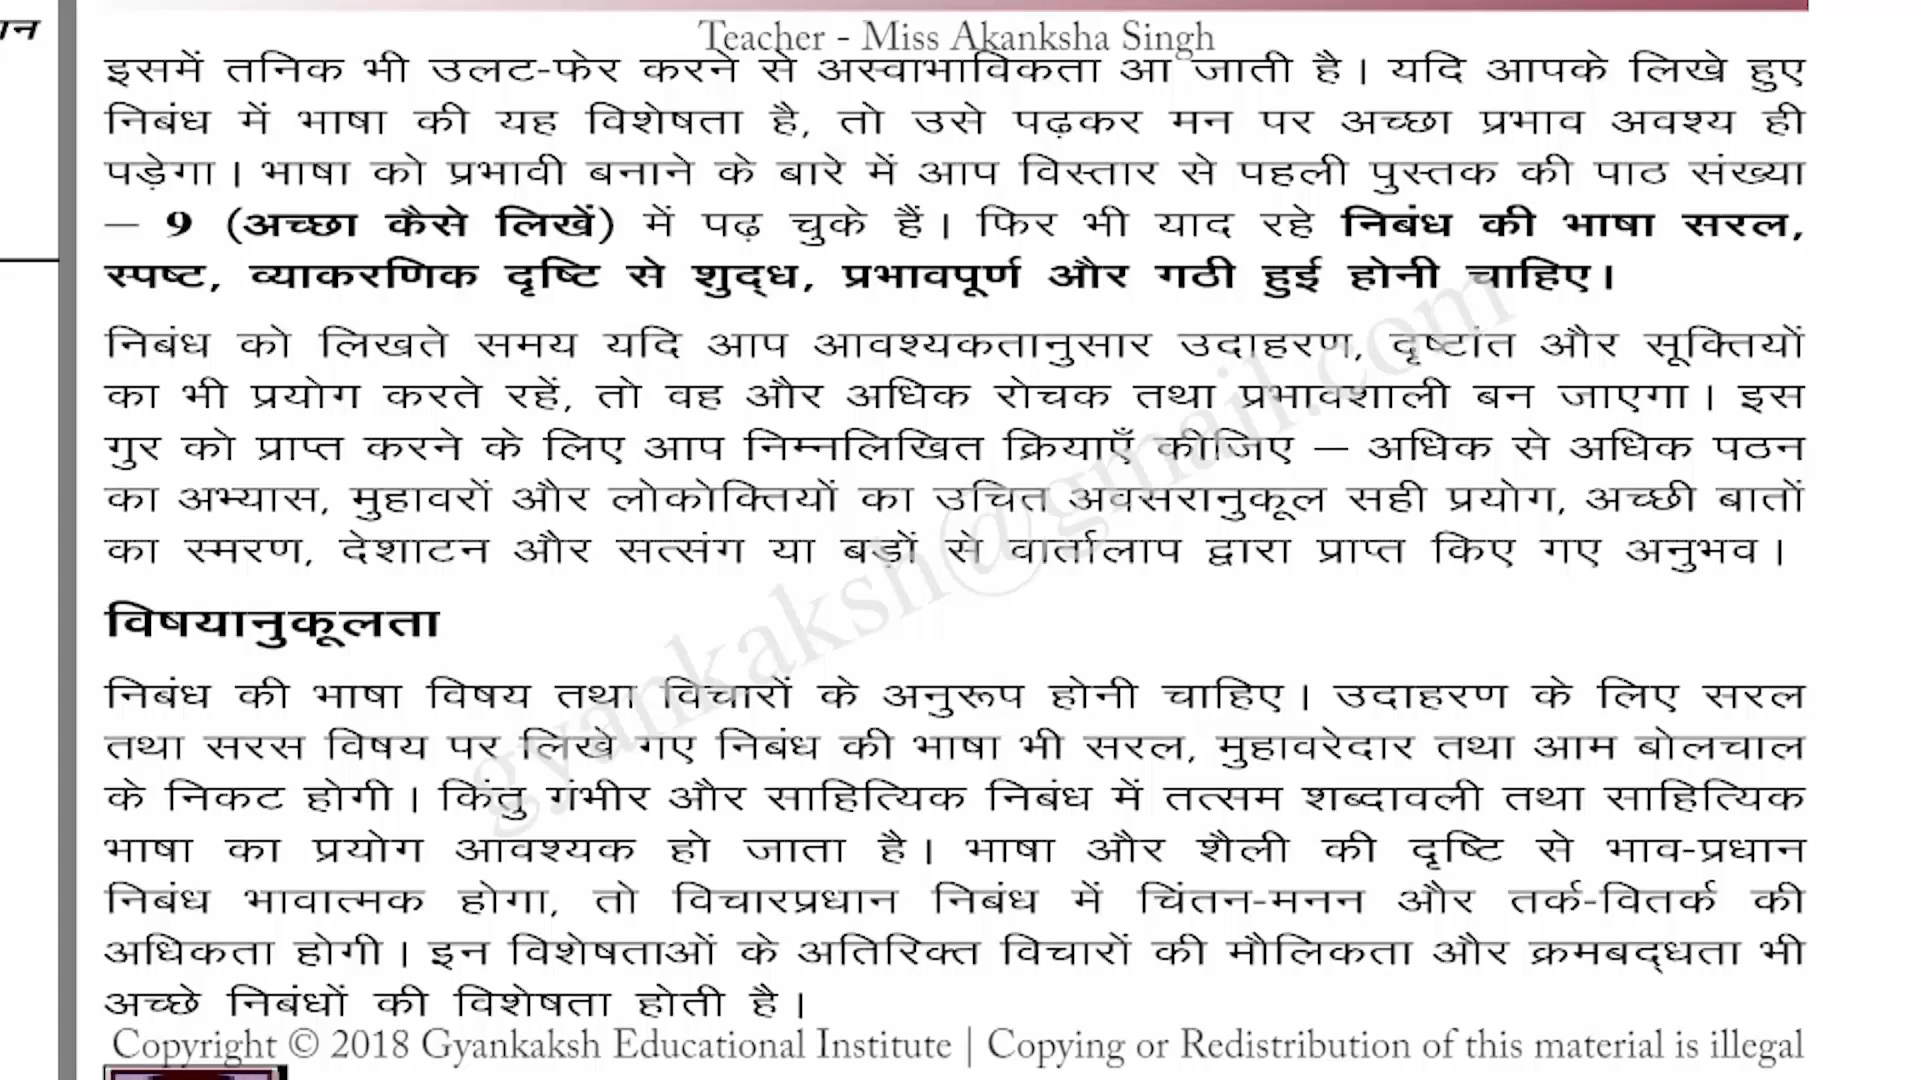 Teacher - Miss Akanksha Singh
इसमें तनिक भी उलट-फेर करने से अस्वाभाविकता आ जाती है। यदि आपके लिखे हुए
निबंध में भाषा की यह विशेषता है, तो उसे पढ़कर मन पर अच्छा प्रभाव अवश्य ही
पड़ेगा। भाषा को प्रभावी बनाने के बारे में आप विस्तार से पहली पुस्तक की पाठ संख्या
– 9 (अच्छा कैसे लिखें) में पढ़ चुके हैं। फिर भी याद रहे निबंध की भाषा सरल,
स्पष्ट, व्याकरणिक दृष्टि से शुद्ध, प्रभावपूर्ण और गठी हुई होनी चाहिए।
निबंध को लिखते समय यदि आप आवश्यकतानुसार उदाहरण, दृष्टांत और सूक्तियों
का भी प्रयोग करते रहें, तो वह और अधिक रोचक तथा प्रभावशाली बन जाएगा। इस
गुर को प्राप्त करने के लिए आप निम्नलिखित क्रियाएँ कीजिए – अधिक से अधिक पठन
का अभ्यास, मुहावरों और लोकोक्तियों का उचित अवसरानुकूल सही प्रयोग, अच्छी बातों
का स्मरण, देशाटन और सत्संग या बड़ों से वार्तालाप द्वारा प्राप्त किए गए अनुभव।
विषयानुकूलता
निबंध की भाषा विषय तथा विचारों के अनुरूप होनी चाहिए। उदाहरण के लिए सरल
तथा सरस विषय पर लिखे गए निबंध की भाषा भी सरल, मुहावरेदार तथा आम बोलचाल
के निकट होगी। किंतु गंभीर और साहित्यिक निबंध में तत्सम शब्दावली तथा साहित्यिक
भाषा का प्रयोग आवश्यक हो जाता है। भाषा और शैली की दृष्टि से भाव-प्रधान
निबंध भावात्मक होगा, तो विचारप्रधान निबंध में चिंतन-मनन और तर्क-वितर्क की
अधिकता होगी। इन विशेषताओं के अतिरिक्त विचारों की मौलिकता और क्रमबद्धता भी
अच्छे निबंधों की विशेषता होती है।
gyankaksh@gmail.com
Copyright © 2018 Gyankaksh Educational Institute | Copying or Redistribution of this material is illegal